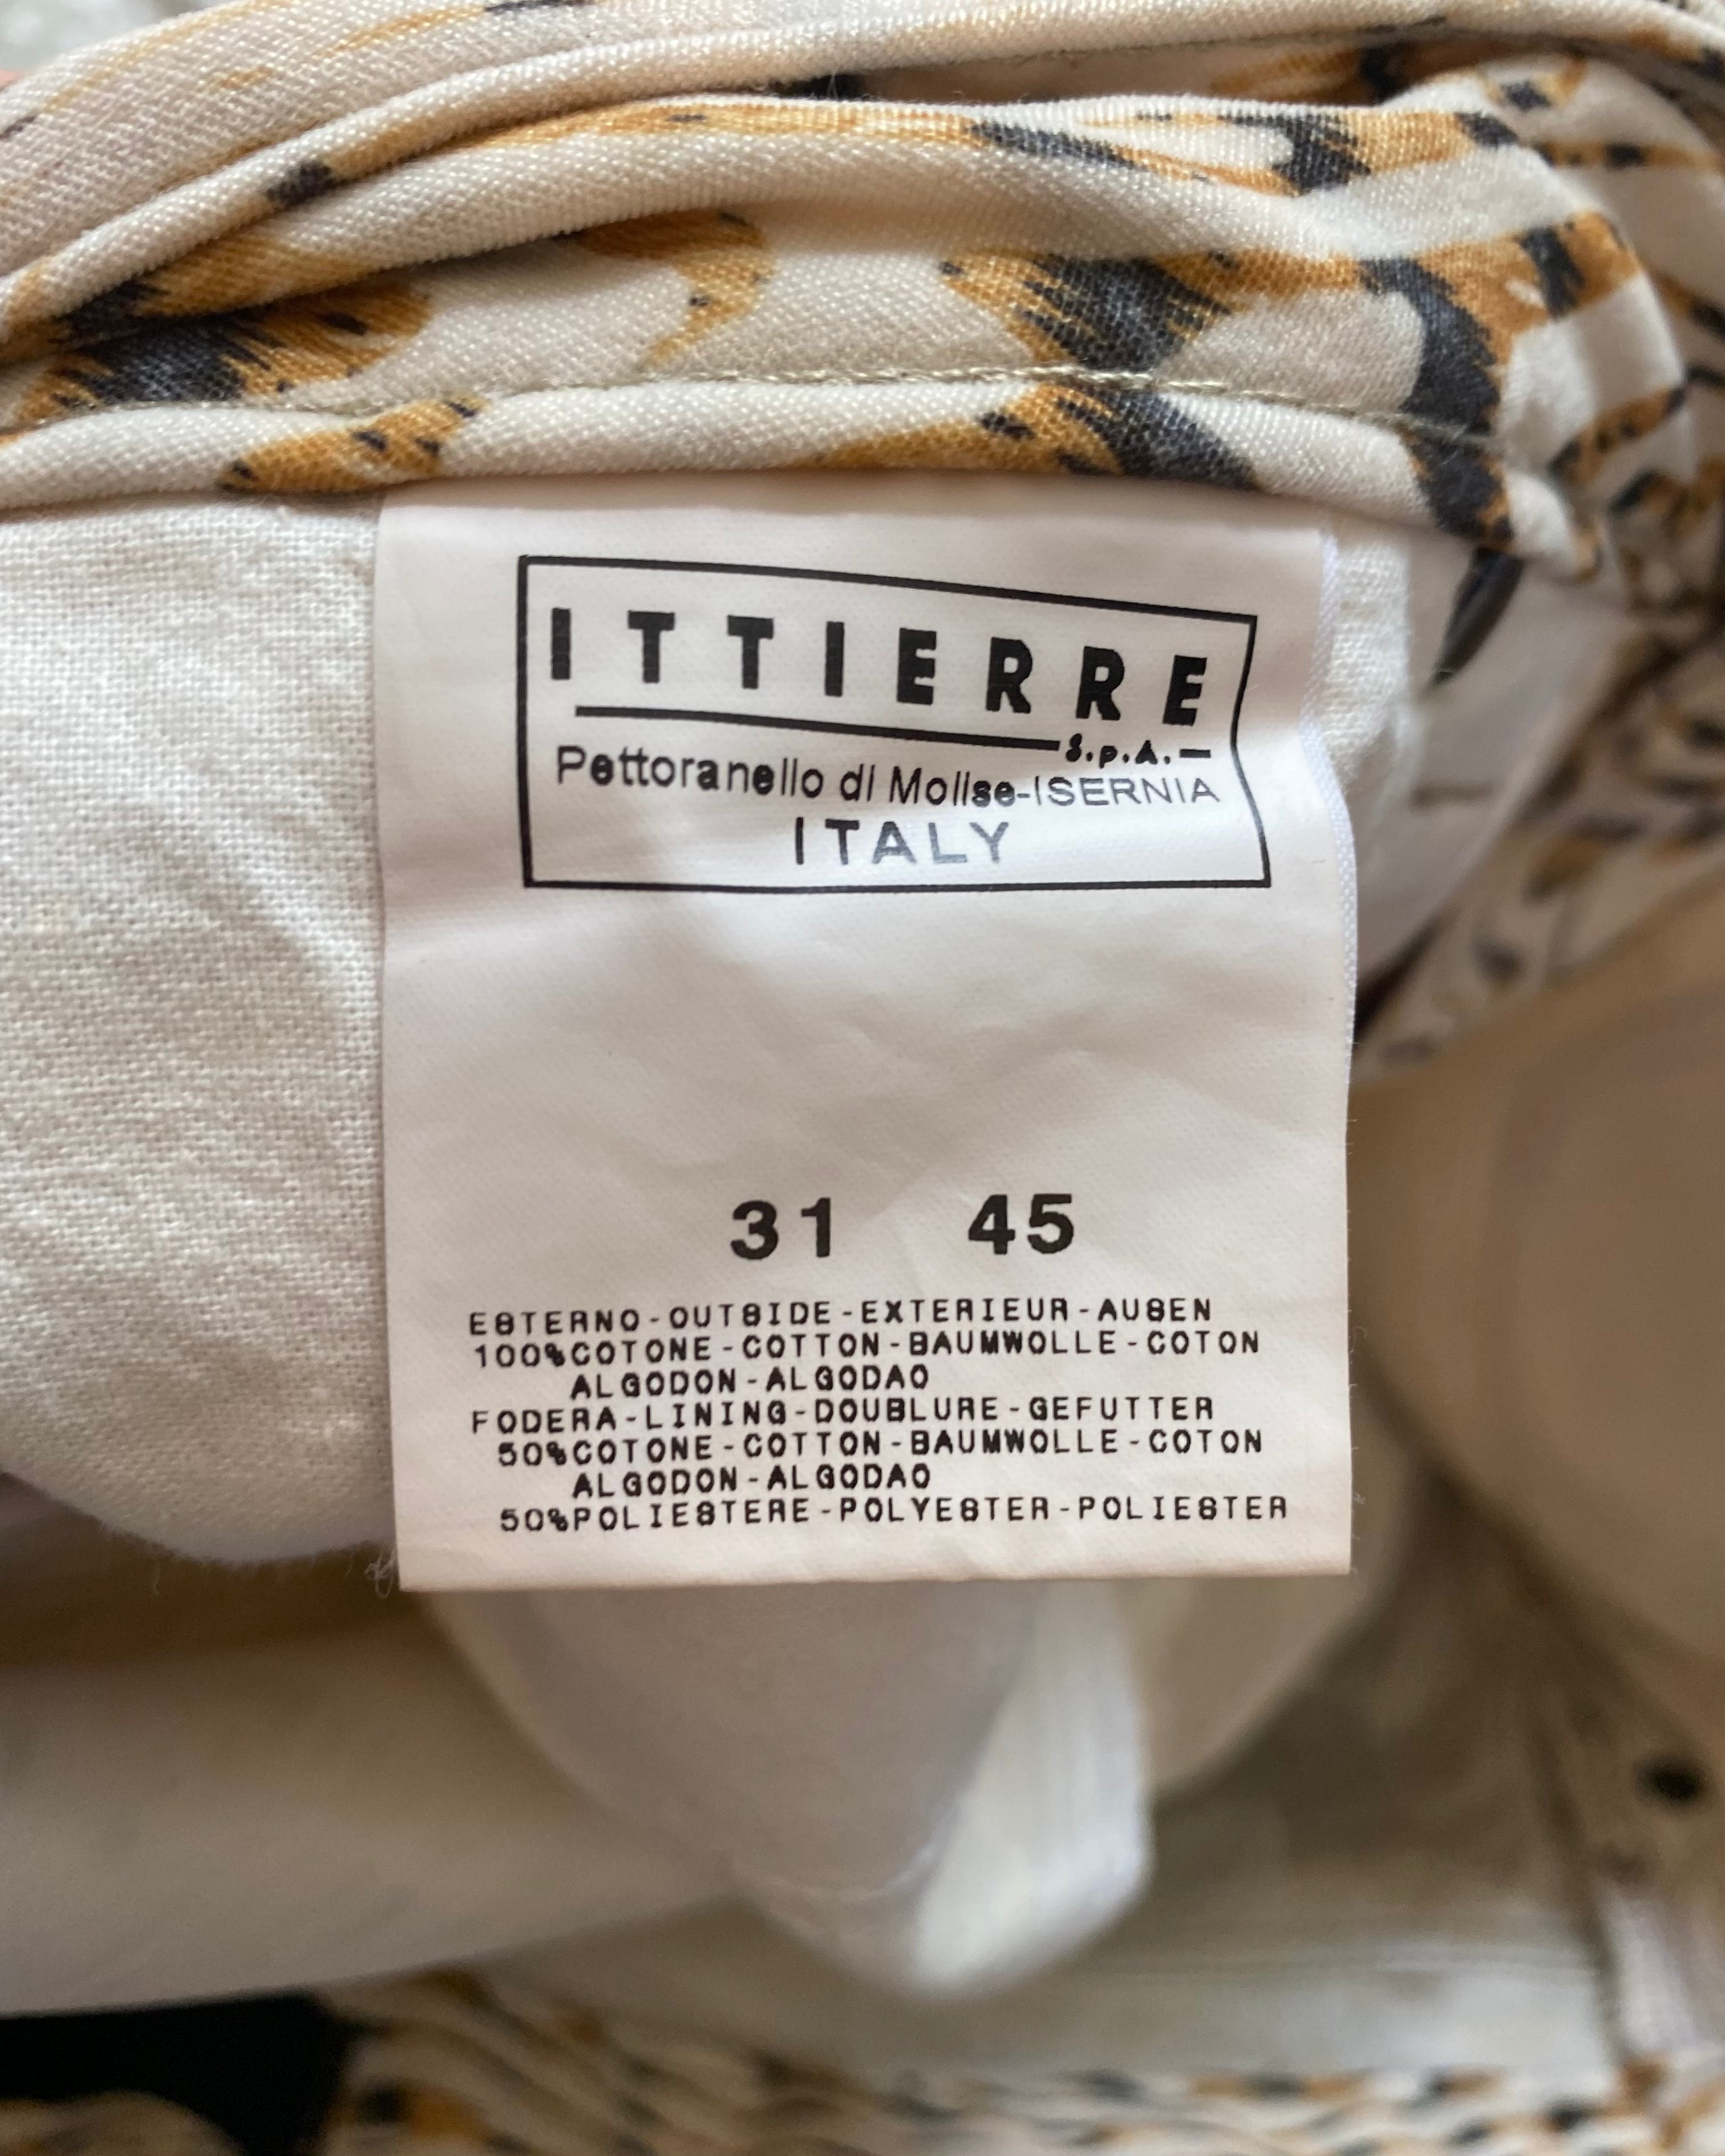 ITTIERRE
S.p.A.
Pettoranello di Molise-ISERNIA
ITALY
31 45
ESTERNO-OUTSIDE-EXTERIEUR-AUSEN
100%COTONE-COTTON-BAUMWOLLE-COTON
ALGODON-ALGODAO
FODERA-LINING-DOUBLURE-GEFUTTER
50%COTONE-COTTON-BAUMWOLLE-COTON
ALGODON-ALGODAO
50%POLIESTERE-POLYESTER-POLIESTER